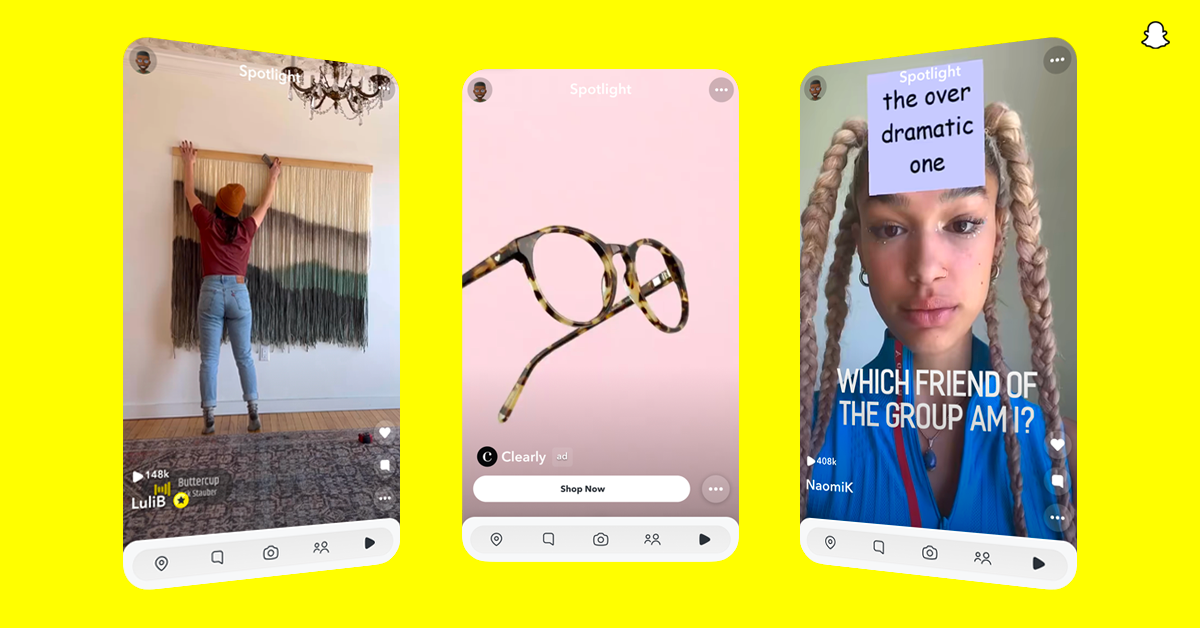 Spotlight
148k
Buttercup
Stauber
LuliB
Spotlight
C Clearly ad
Shop Now
Spotlight
the over
dramatic
one
WHICH FRIEND OF
THE GROUP AM I?
408k
NaomiK